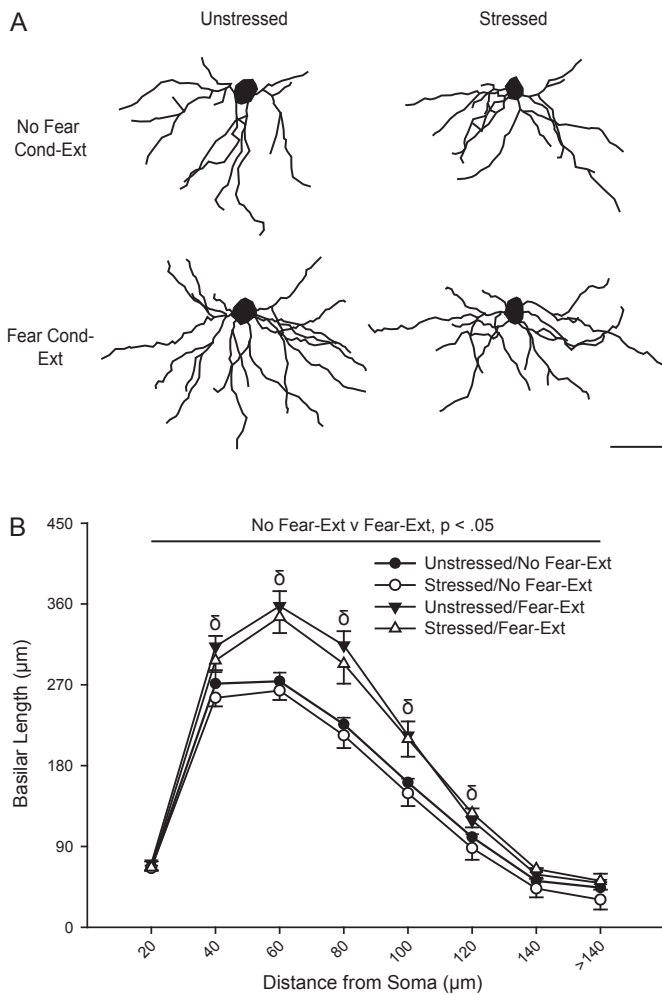 A
Unstressed
Stressed
No Fear
Cond-Ext
Fear Cond-
Ext
B
No Fear-Ext v Fear-Ext, p < .05
Unstressed/No Fear-Ext
Stressed/No Fear-Ext
Unstressed/Fear-Ext
Stressed/Fear-Ext
δ
δ
δ
δ
δ
450
360
270
180
90
0
Basilar Length (μm)
20
40
60
80
100
120
140
>140
Distance from Soma (μm)